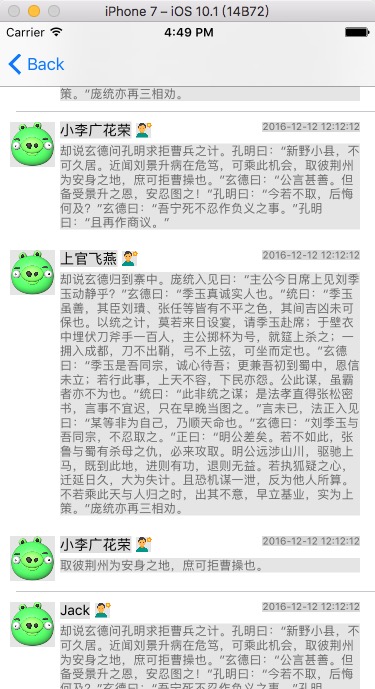 iPhone 7 – iOS 10.1 (14B72)
Carrier 4:49 PM
Back
策。“庞统亦再三相劝。
小李广花荣 2016-12-12 12:12:12
却说玄德问孔明求拒曹兵之计。孔明曰：“新野小县，不
可久居。近闻刘景升病在危笃，可乘此机会，取彼荆州
为安身之地，庶可拒曹操也。”玄德曰：“公言甚善。但
备受景升之恩，安忍图之！“孔明曰：“今若不取，后悔
何及？”玄德曰：“吾宁死不忍作负义之事。“孔明
曰：“且再作商议。“
上官飞燕 2016-12-12 12:12:12
却说玄德归到寨中。庞统入见曰：“主公今日席上见刘季
玉动静乎？”玄德曰：“季玉真诚实人也。”统曰：“季玉
虽善，其臣刘璝、张任等皆有不平之色，其间吉凶未可
保也。以统之计，莫若来日设宴，请季玉赴席；于壁衣
中埋伏刀斧手一百人，主公掷杯为号，就筵上杀之；一
拥入成都，刀不出鞘，弓不上弦，可坐而定也。”玄德
曰：“季玉是吾同宗，诚心待吾；更兼吾初到蜀中，恩信
未立；若行此事，上天不容，下民亦怨。公此谋，虽霸
者亦不为也。“统曰：“此非统之谋；是法孝直得张松密
书，言事不宜迟，只在早晚当图之。“言未已，法正入见
曰：“某等非为自己，乃顺天命也。“玄德曰：“刘季玉与
吾同宗，不忍取之。“正曰：“明公差矣。若不如此，张
鲁与蜀有杀母之仇，必来攻取。明公远涉山川，驱驰上
马，既到此地，进则有功，退则无益。若执狐疑之心，
迁延日久，大为失计。且恐机谋一泄，反为他人所算。
不若乘此天与人归之时，出其不意，早立基业，实为上
策。“庞统亦再三相劝。
小李广花荣 2016-12-12 12:12:12
取彼荆州为安身之地，庶可拒曹操也。
Jack 2016-12-12 12:12:12
却说玄德问孔明求拒曹兵之计。孔明曰：“新野小县，不
可久居。近闻刘景升病在危笃，可乘此机会，取彼荆州
为安身之地，庶可拒曹操也。”玄德曰：“公言甚善。但
备受景升之恩，安忍图之！“孔明曰：“今若不取，后悔
何及？”玄德曰：“吾宁死不忍作负义之事。“孔明